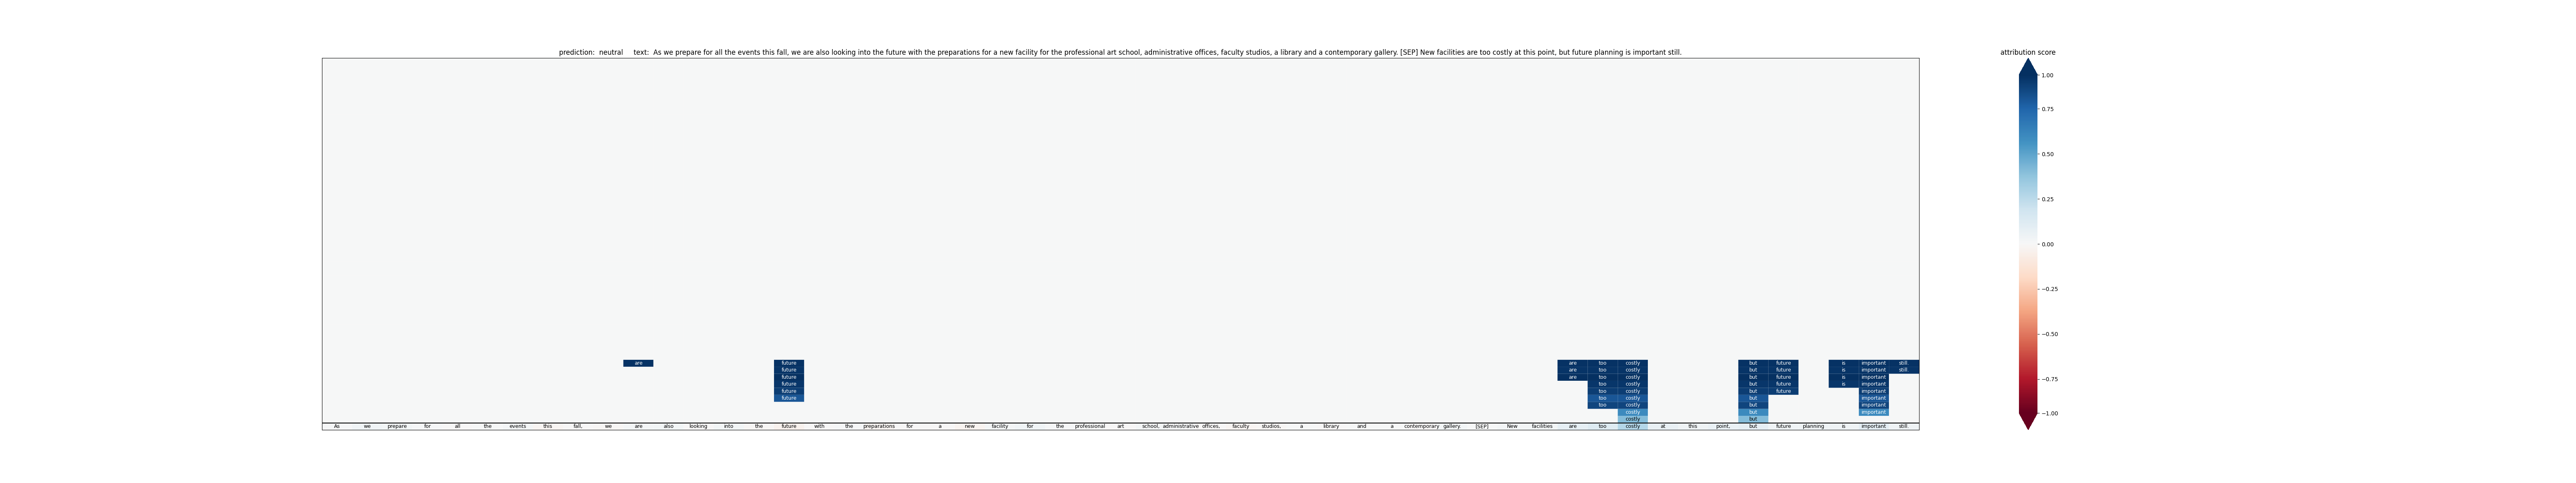 prediction: neutral text: As we prepare for all the events this fall, we are also looking into the future with the preparations for a new facility for the professional art school, administrative offices, faculty studios, a library and a contemporary gallery. [SEP] New facilities are too costly at this point, but future planning is important still.
attribution score
1.00
0.75
0.50
0.25
0.00
−0.25
−0.50
−0.75
−1.00
are future are too costly but future is important still.
future are too costly but future is important still.
future are too costly but future is important
future too costly but future is important
future too costly but future important
future too costly but important
too costly but important
costly but important
costly but
As we prepare for all the events this fall, we are also looking into the future with the preparations for a new facility for the professional art school, administrative offices, faculty studios, a library and a contemporary gallery. [SEP] New facilities are too costly at this point, but future planning is important still.